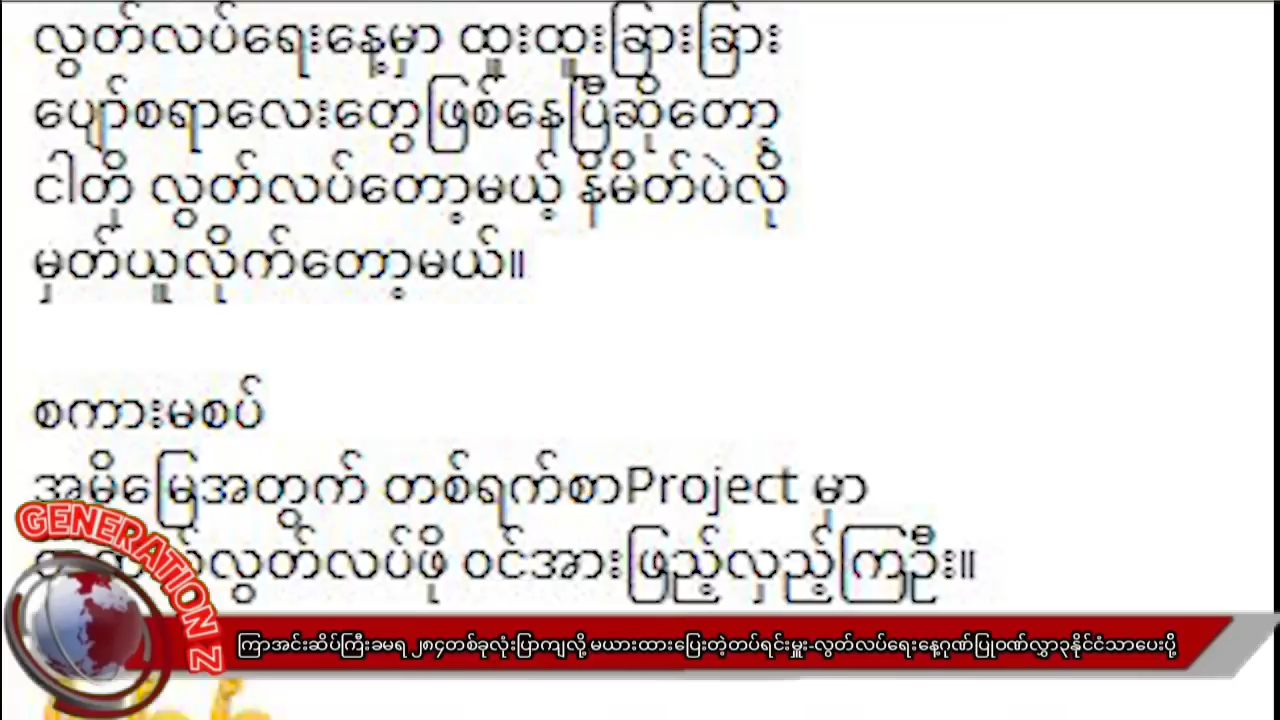 လွတ်လပ်ရေးနေ့မှာ ထူးထူးခြားခြား
ပျော်စရာလေးတွေဖြစ်နေပြီဆိုတော့
ငါတို့ လွတ်လပ်တော့မယ့် နိမိတ်ပဲလို့
မှတ်ယူလိုက်တော့မယ်။
စကားမစပ်
အမိမြေအတွက် တစ်ရက်စာProject မှာ
လွတ်လပ်ဖို့ ဝင်အားဖြည့်လှည့်ကြဦး။
GENERATION Z
ကြာအင်းဆိပ်ကြီးခမရ ၂၈၄တစ်ခုလုံးပြာကျလို့ မယားထားပြေးတဲ့တပ်ရင်းမှူး-လွတ်လပ်ရေးနေ့ဂုဏ်ပြုဝဏ်လွှာ၃နိုင်ငံသာပေးပို့